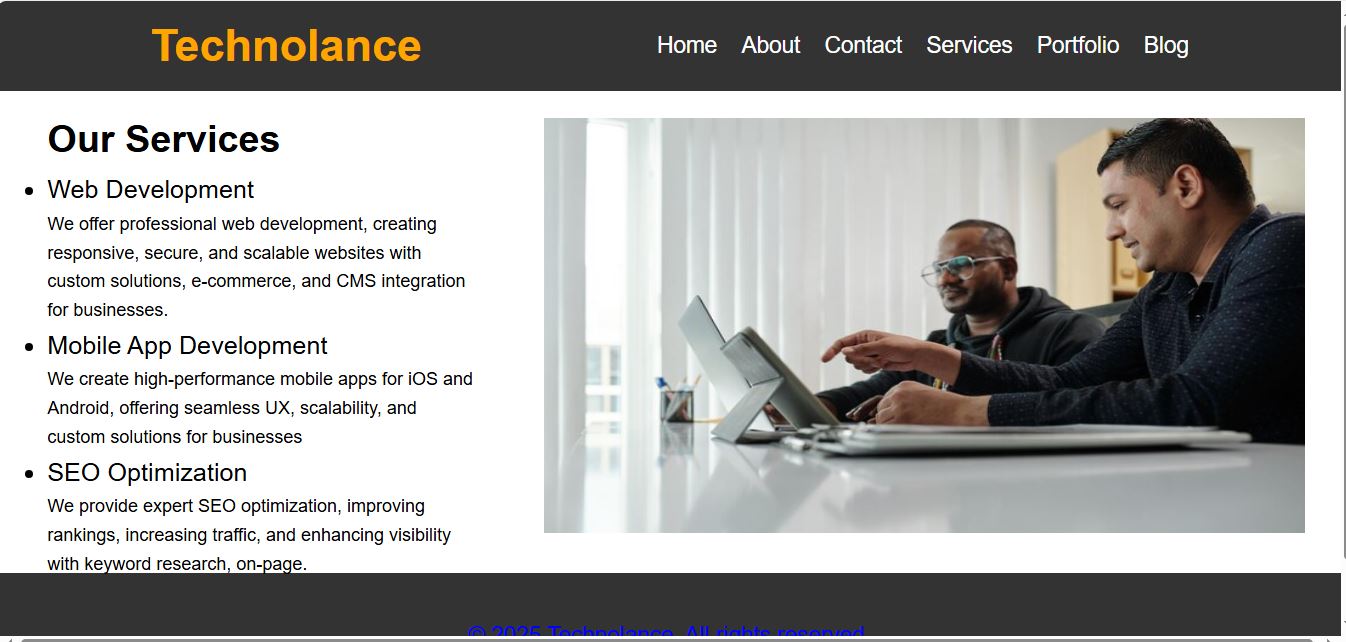 Technolance
Home About Contact Services Portfolio Blog
Our Services
Web Development
We offer professional web development, creating
responsive, secure, and scalable websites with
custom solutions, e-commerce, and CMS integration
for businesses.
Mobile App Development
We create high-performance mobile apps for iOS and
Android, offering seamless UX, scalability, and
custom solutions for businesses
SEO Optimization
We provide expert SEO optimization, improving
rankings, increasing traffic, and enhancing visibility
with keyword research, on-page.
© 2025 Technolance. All rights reserved.